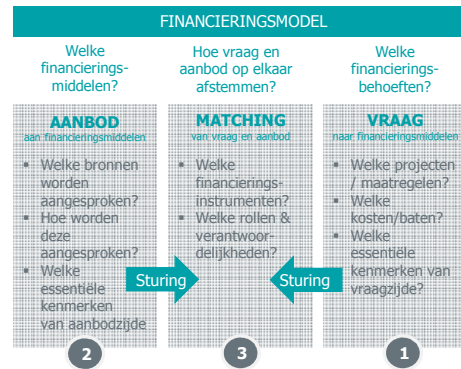 FINANCIERINGSMODEL
Welke
financierings-
middelen?
Hoe vraag en
aanbod op elkaar
afstemmen?
Welke
financierings-
behoeften?
AANBOD
aan financieringsmiddelen
▪ Welke bronnen
worden
aangesproken?
▪ Hoe worden
deze
aangesproken?
▪ Welke
essentiële
kenmerken
van aanbodzijde
Sturing
2
MATCHING
van vraag en aanbod
▪ Welke
financierings-
instrumenten?
▪ Welke rollen &
verantwoor-
delijkheden?
3
VRAAG
naar financieringsmiddelen
▪ Welke projecten
/ maatregelen?
▪ Welke
kosten/baten?
▪ Welke
essentiële
kenmerken van
vraagzijde?
Sturing
1